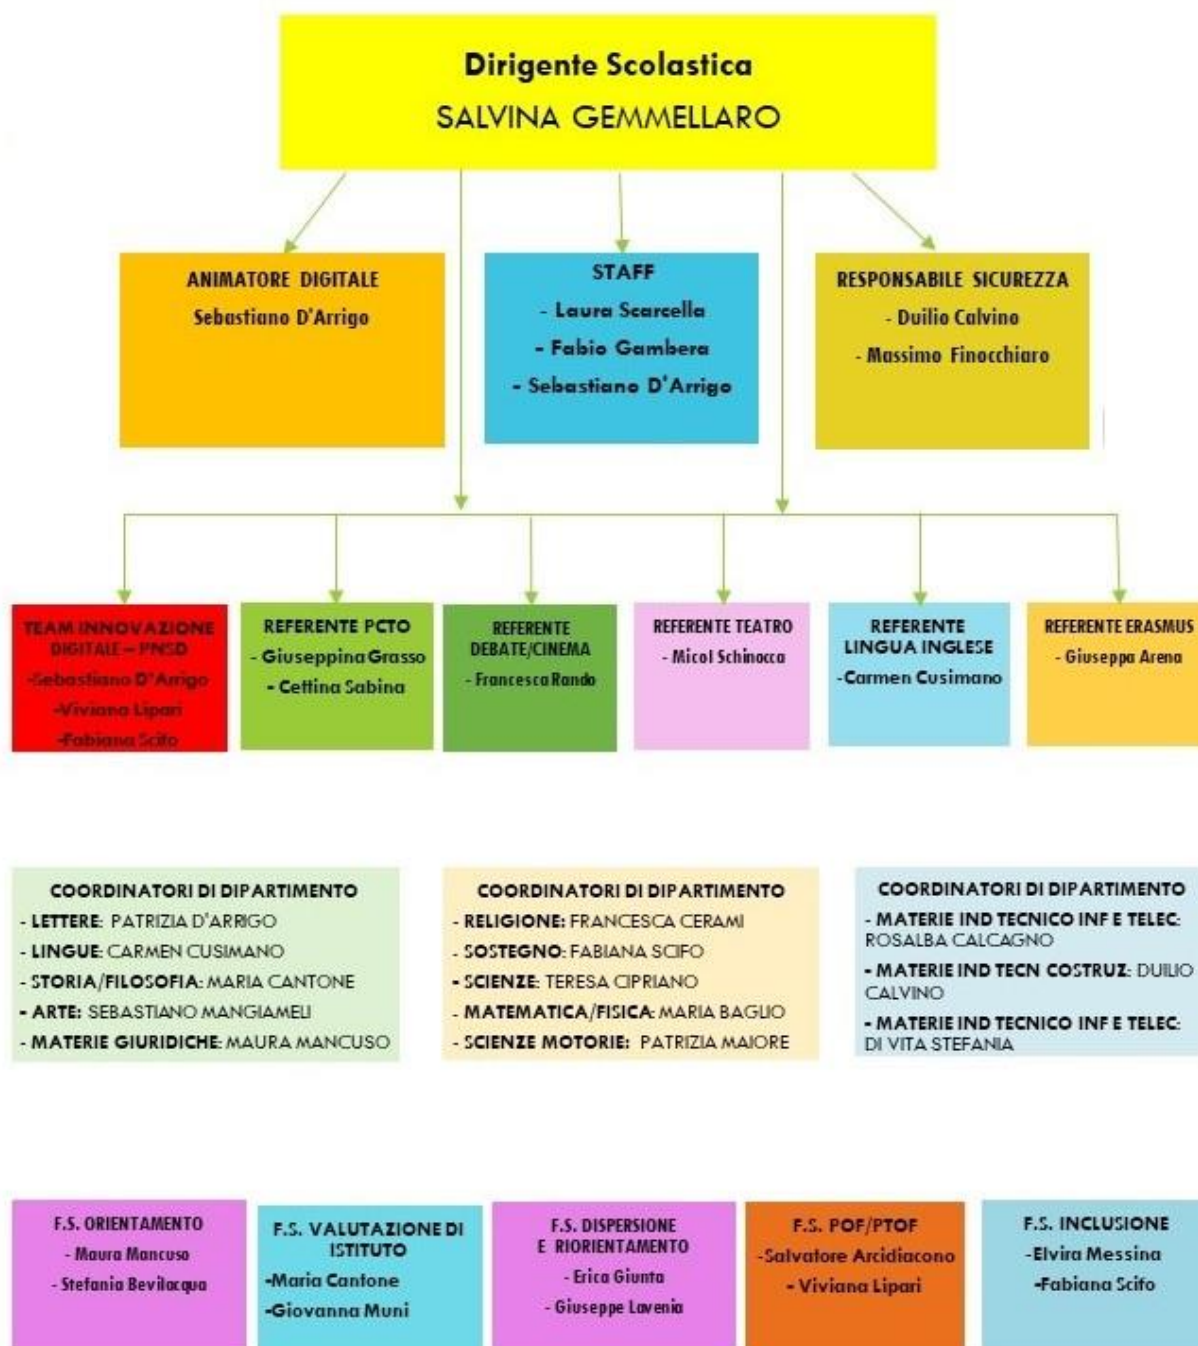 Dirigente Scolastica
SALVINA GEMMELLARO
ANIMATORE DIGITALE
Sebastiano D'Arrigo
STAFF
- Laura Scarcella
- Fabio Gambera
- Sebastiano D'Arrigo
RESPONSABILE SICUREZZA
- Duilio Calvino
- Massimo Finocchiaro
TEAM INNOVAZIONE
DIGITALE – PNSD
-Sebastiano D'Arrigo
-Viviana Lipari
-Fabiana Scifo
REFERENTE PCTO
- Giuseppina Grasso
- Cettina Sabina
REFERENTE
DEBATE/CINEMA
- Francesca Rando
REFERENTE TEATRO
- Micol Schinocca
REFERENTE
LINGUA INGLESE
-Carmen Cusimano
REFERENTE ERASMUS
- Giuseppa Arena
COORDINATORI DI DIPARTIMENTO
- LETTERE: PATRIZIA D'ARRIGO
- LINGUE: CARMEN CUSIMANO
- STORIA/FILOSOFIA: MARIA CANTONE
- ARTE: SEBASTIANO MANGIAMELI
- MATERIE GIURIDICHE: MAURA MANCUSO
COORDINATORI DI DIPARTIMENTO
- RELIGIONE: FRANCESCA CERAMI
- SOSTEGNO: FABIANA SCIFO
- SCIENZE: TERESA CIPRIANO
- MATEMATICA/FISICA: MARIA BAGLIO
- SCIENZE MOTORIE: PATRIZIA MAIORE
COORDINATORI DI DIPARTIMENTO
- MATERIE IND TECNICO INF E TELEC:
ROSALBA CALCAGNO
- MATERIE IND TECN COSTRUZ: DUILIO
CALVINO
- MATERIE IND TECNICO INF E TELEC:
DI VITA STEFANIA
F.S. ORIENTAMENTO
- Maura Mancuso
- Stefania Bevilacqua
F.S. VALUTAZIONE DI
ISTITUTO
-Maria Cantone
-Giovanna Muni
F.S. DISPERSIONE
E RIORIENTAMENTO
- Erica Giunta
- Giuseppe Lavenia
F.S. POF/PTOF
-Salvatore Arcidiacono
- Viviana Lipari
F.S. INCLUSIONE
-Elvira Messina
-Fabiana Scifo